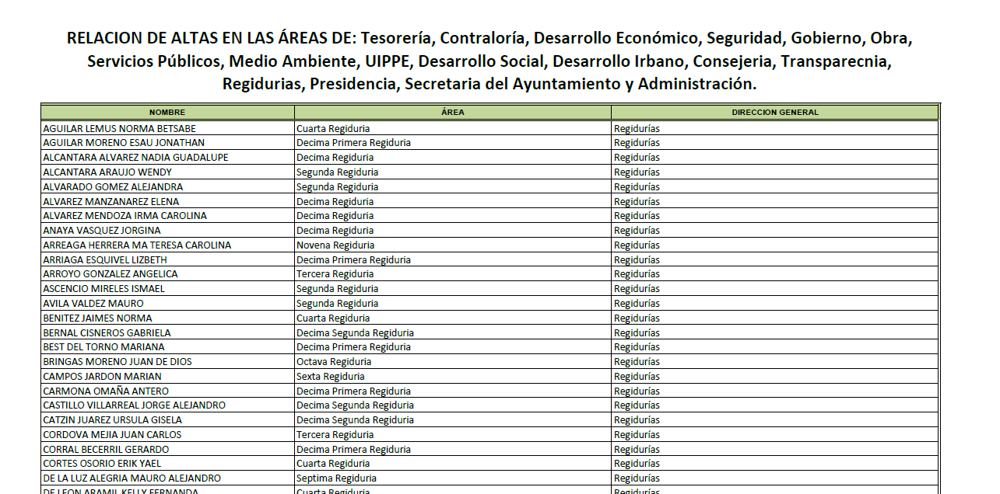 RELACION DE ALTAS EN LAS ÁREAS DE: Tesorería, Contraloría, Desarrollo Económico, Seguridad, Gobierno, Obra,
Servicios Públicos, Medio Ambiente, UIPPE, Desarrollo Social, Desarrollo Irbano, Consejeria, Transparecnia,
Regidurias, Presidencia, Secretaria del Ayuntamiento y Administración.
NOMBRE ÁREA DIRECCION GENERAL
AGUILAR LEMUS NORMA BETSABE Cuarta Regiduria Regidurías
AGUILAR MORENO ESAU JONATHAN Decima Primera Regiduria Regidurías
ALCANTARA ALVAREZ NADIA GUADALUPE Decima Regiduria Regidurías
ALCANTARA ARAUJO WENDY Segunda Regiduria Regidurías
ALVARADO GOMEZ ALEJANDRA Segunda Regiduria Regidurías
ALVAREZ MANZANAREZ ELENA Decima Regiduria Regidurías
ALVAREZ MENDOZA IRMA CAROLINA Decima Regiduria Regidurías
ANAYA VASQUEZ JORGINA Decima Regiduria Regidurías
ARREAGA HERRERA MA TERESA CAROLINA Novena Regiduria Regidurías
ARRIAGA ESQUIVEL LIZBETH Decima Primera Regiduria Regidurías
ARROYO GONZALEZ ANGELICA Tercera Regiduria Regidurías
ASCENCIO MIRELES ISMAEL Segunda Regiduria Regidurías
AVILA VALDEZ MAURO Segunda Regiduria Regidurías
BENITEZ JAIMES NORMA Cuarta Regiduria Regidurías
BERNAL CISNEROS GABRIELA Decima Segunda Regiduria Regidurías
BEST DEL TORNO MARIANA Decima Primera Regiduria Regidurías
BRINGAS MORENO JUAN DE DIOS Octava Regiduria Regidurías
CAMPOS JARDON MARIAN Sexta Regiduria Regidurías
CARMONA OMAÑA ANTERO Decima Primera Regiduria Regidurías
CASTILLO VILLARREAL JORGE ALEJANDRO Decima Segunda Regiduria Regidurías
CATZIN JUAREZ URSULA GISELA Decima Segunda Regiduria Regidurías
CORDOVA MEJIA JUAN CARLOS Tercera Regiduria Regidurías
CORRAL BECERRIL GERARDO Decima Primera Regiduria Regidurías
CORTES OSORIO ERIK YAEL Cuarta Regiduria Regidurías
DE LA LUZ ALEGRIA MAURO ALEJANDRO Septima Regiduria Regidurías
DE LEON ARAMIL KELLY FERNANDA Cuarta Regiduria Regidurías